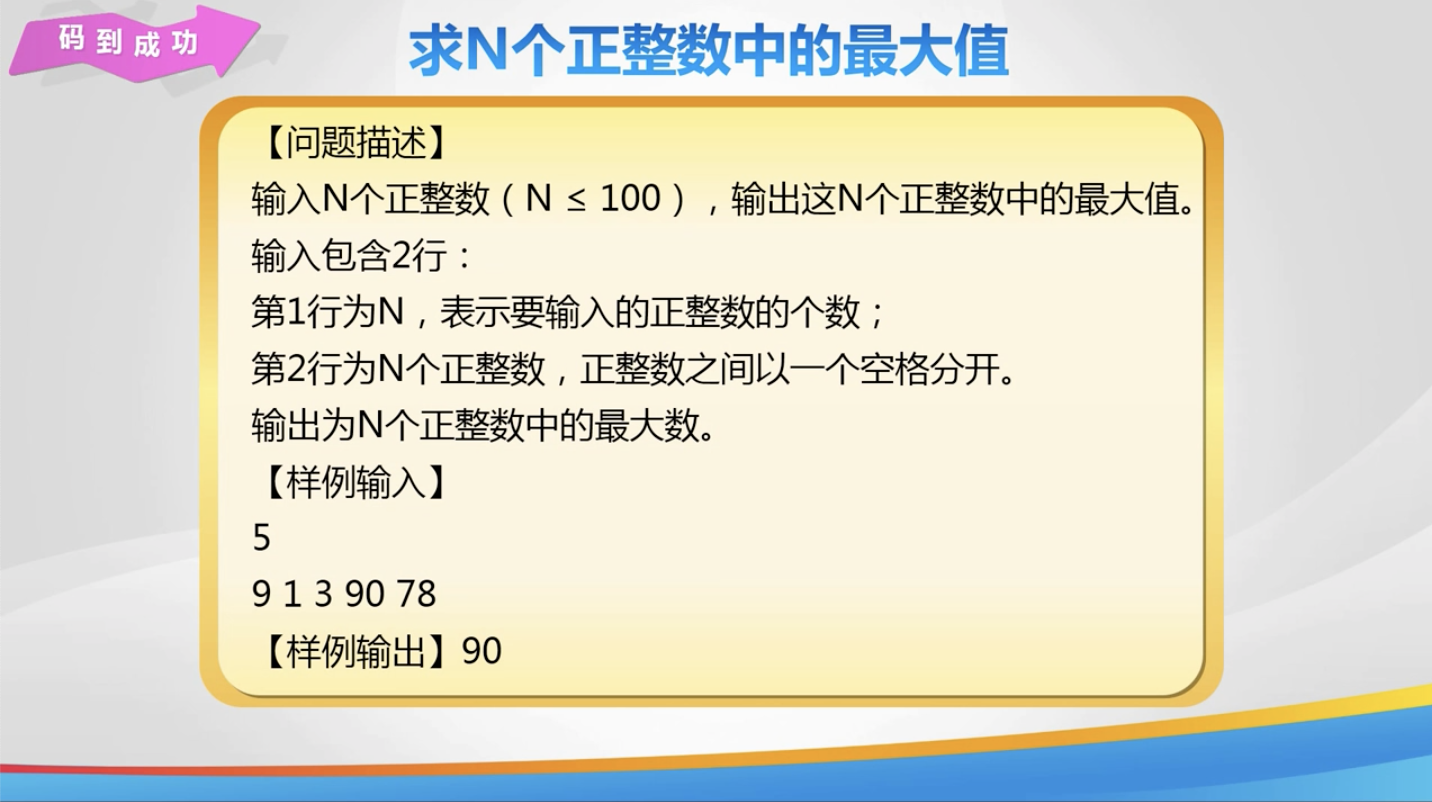 码到成功
求N个正整数中的最大值
【问题描述】
输入N个正整数（N ≤ 100），输出这N个正整数中的最大值。
输入包含2行：
第1行为N，表示要输入的正整数的个数；
第2行为N个正整数，正整数之间以一个空格分开。
输出为N个正整数中的最大数。
【样例输入】
5
9 1 3 90 78
【样例输出】90